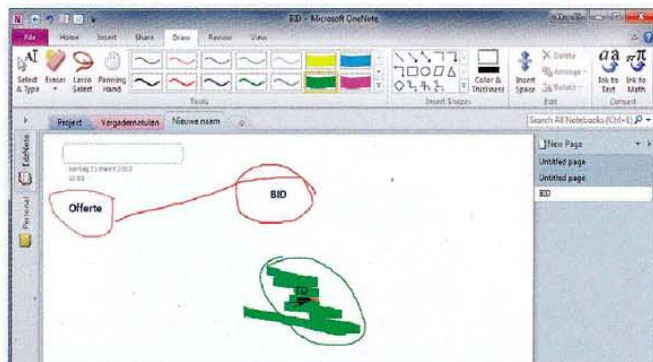 BID - Microsoft OneNote
File Home Insert Share Draw Review View
Select & Type
Eraser
Lasso Select
Panning Hand
Color & Thickness
Insert Space
Delete
Arrange
Rotate
Ink to Text
Ink to Math
Tools
Insert Shapes
Edit
Convert
Project Vergadernotulen Nieuwe naam
Search All Notebooks (Ctrl+E)
New Page
Untitled page
Untitled page
BID
Personal
Offerte
BID